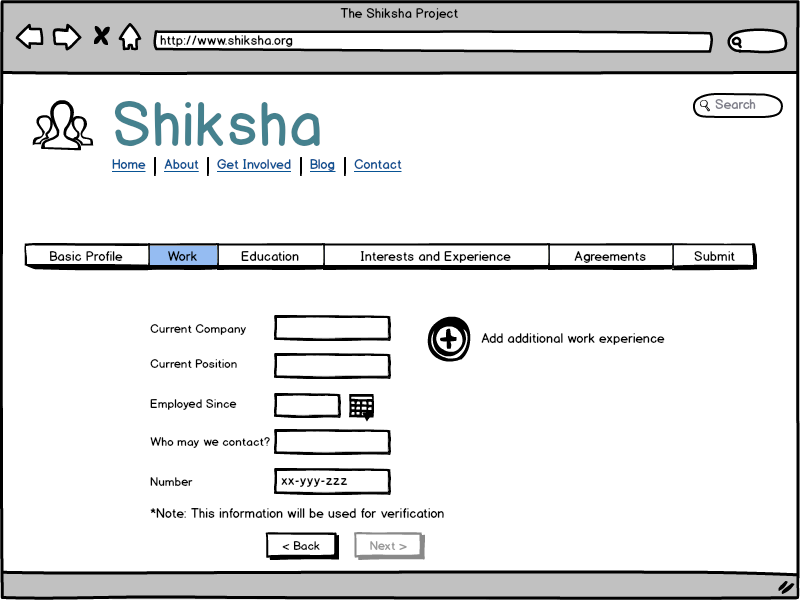 The Shiksha Project
http://www.shiksha.org
Search
Shiksha
Home | About | Get Involved | Blog | Contact
Basic Profile Work Education Interests and Experience Agreements Submit
Current Company
Add additional work experience
Current Position
Employed Since
Who may we contact?
Number xx-yyy-zzz
*Note: This information will be used for verification
< Back Next >